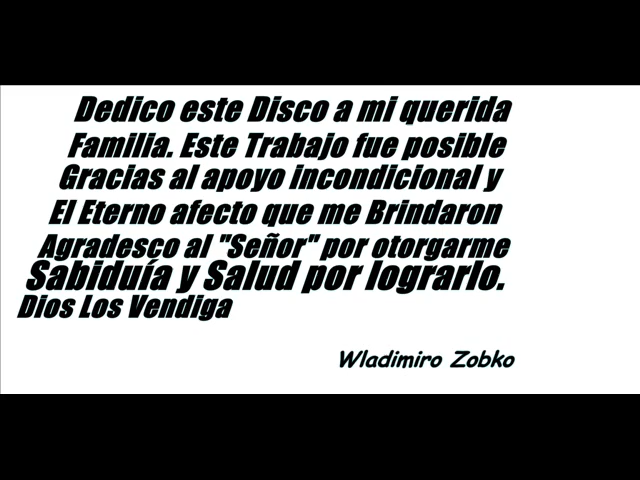 Dedico este Disco a mi querida
Familia. Este Trabajo fue posible
Gracias al apoyo incondicional y
El Eterno afecto que me Brindaron
Agradesco al "Señor" por otorgarme
Sabiduía y Salud por lograrlo.
Dios Los Vendiga
Wladimiro Zobko